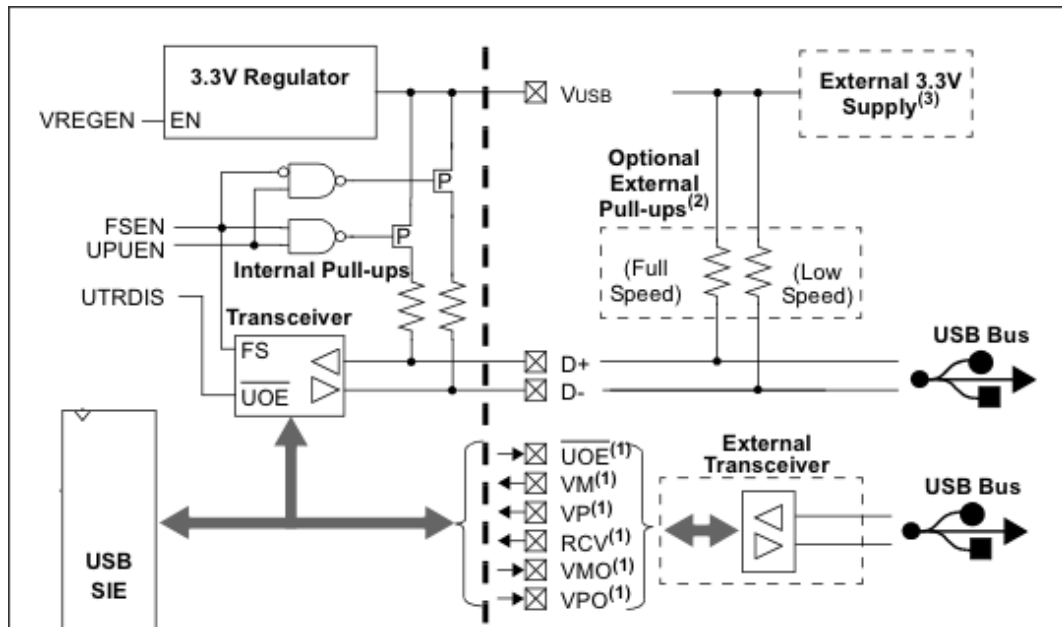 3.3V Regulator
VREGEN
EN
VUSB
External 3.3V
Supply(3)
Optional
External
Pull-ups(2)
P
FSEN
UPUEN
P
Internal Pull-ups
(Full
Speed)
(Low
Speed)
UTRDIS
Transceiver
FS
UOE
USB Bus
D+
D-
External
Transceiver
UOE(1)
VM(1)
VP(1)
RCV(1)
VMO(1)
VPO(1)
USB Bus
USB
SIE